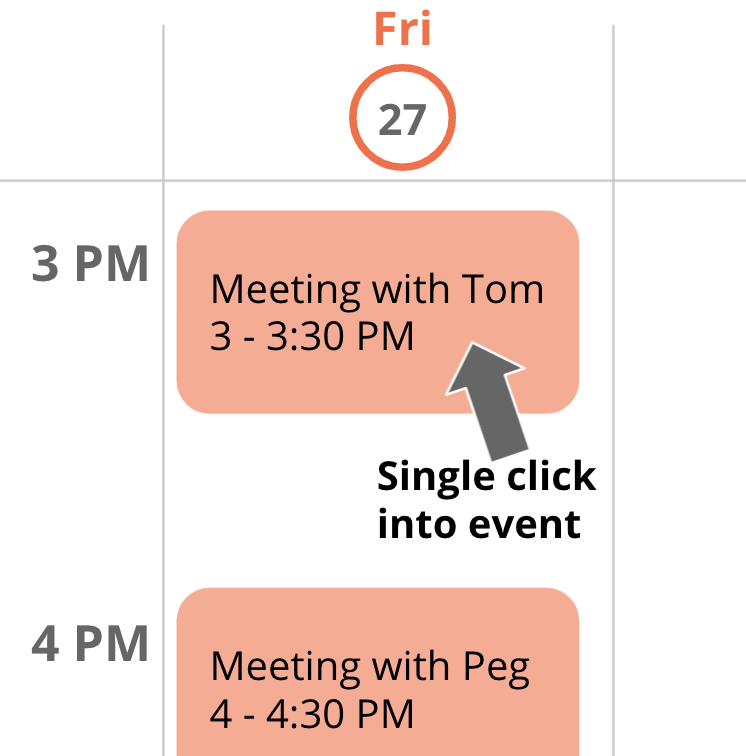 Fri
27
3 PM
Meeting with Tom
3 - 3:30 PM
Single click
into event
4 PM
Meeting with Peg
4 - 4:30 PM